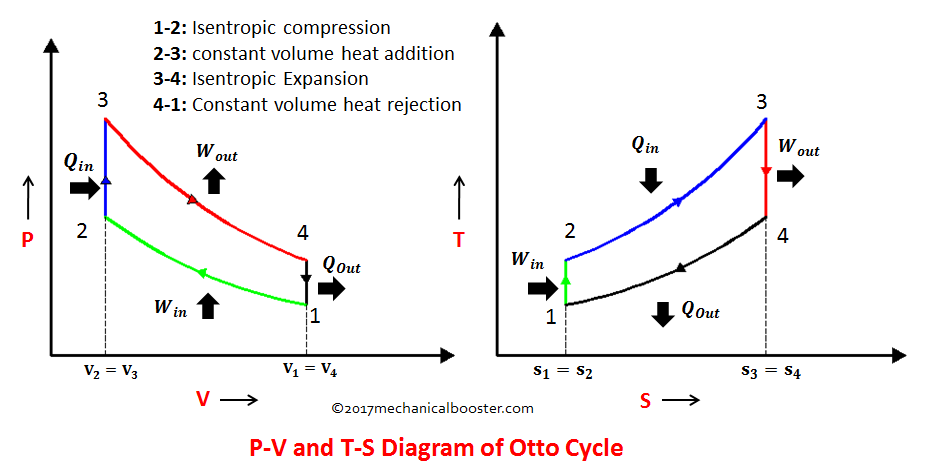 1-2: Isentropic compression
2-3: constant volume heat addition
3-4: Isentropic Expansion
4-1: Constant volume heat rejection
3
Qin
Wout
P
2
4
QOut
Win
1
V2 = V3
V1 = V4
V
3
Qin
Wout
T
2
4
Win
1
QOut
s1 = s2
s3 = s4
S
©2017mechanicalbooster.com
P-V and T-S Diagram of Otto Cycle